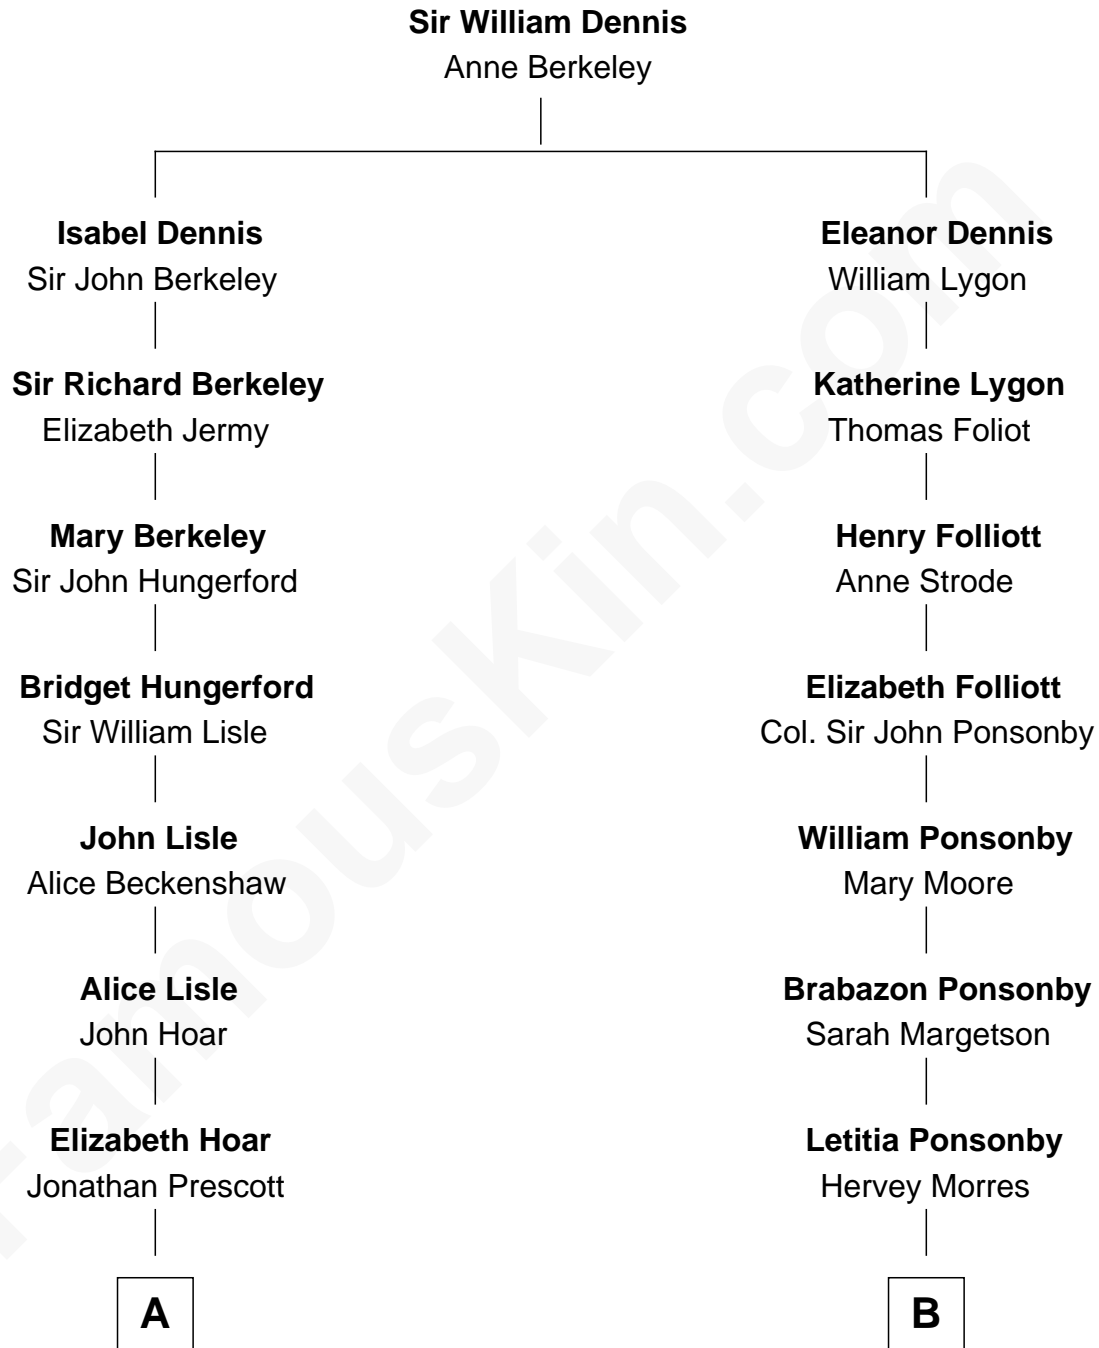 Sir William Dennis
Anne Berkeley
Isabel Dennis
Sir John Berkeley
Eleanor Dennis
William Lygon
Sir Richard Berkeley
Elizabeth Jermy
Katherine Lygon
Thomas Foliot
Mary Berkeley
Sir John Hungerford
Henry Folliott
Anne Strode
Bridget Hungerford
Sir William Lisle
Elizabeth Folliott
Col. Sir John Ponsonby
John Lisle
Alice Beckenshaw
William Ponsonby
Mary Moore
Alice Lisle
John Hoar
Brabazon Ponsonby
Sarah Margetson
Elizabeth Hoar
Jonathan Prescott
Letitia Ponsonby
Hervey Morres
A
B
FamousKin.com